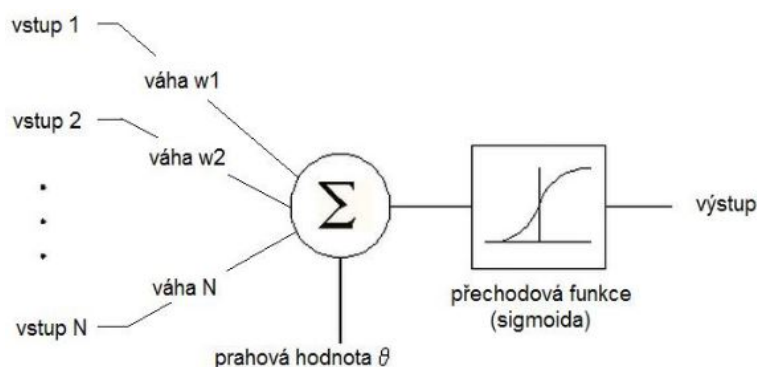 vstup 1
váha w1
vstup 2
váha w2
Σ
výstup
váha N
přechodová funkce
(sigmoida)
vstup N
prahová hodnota θ